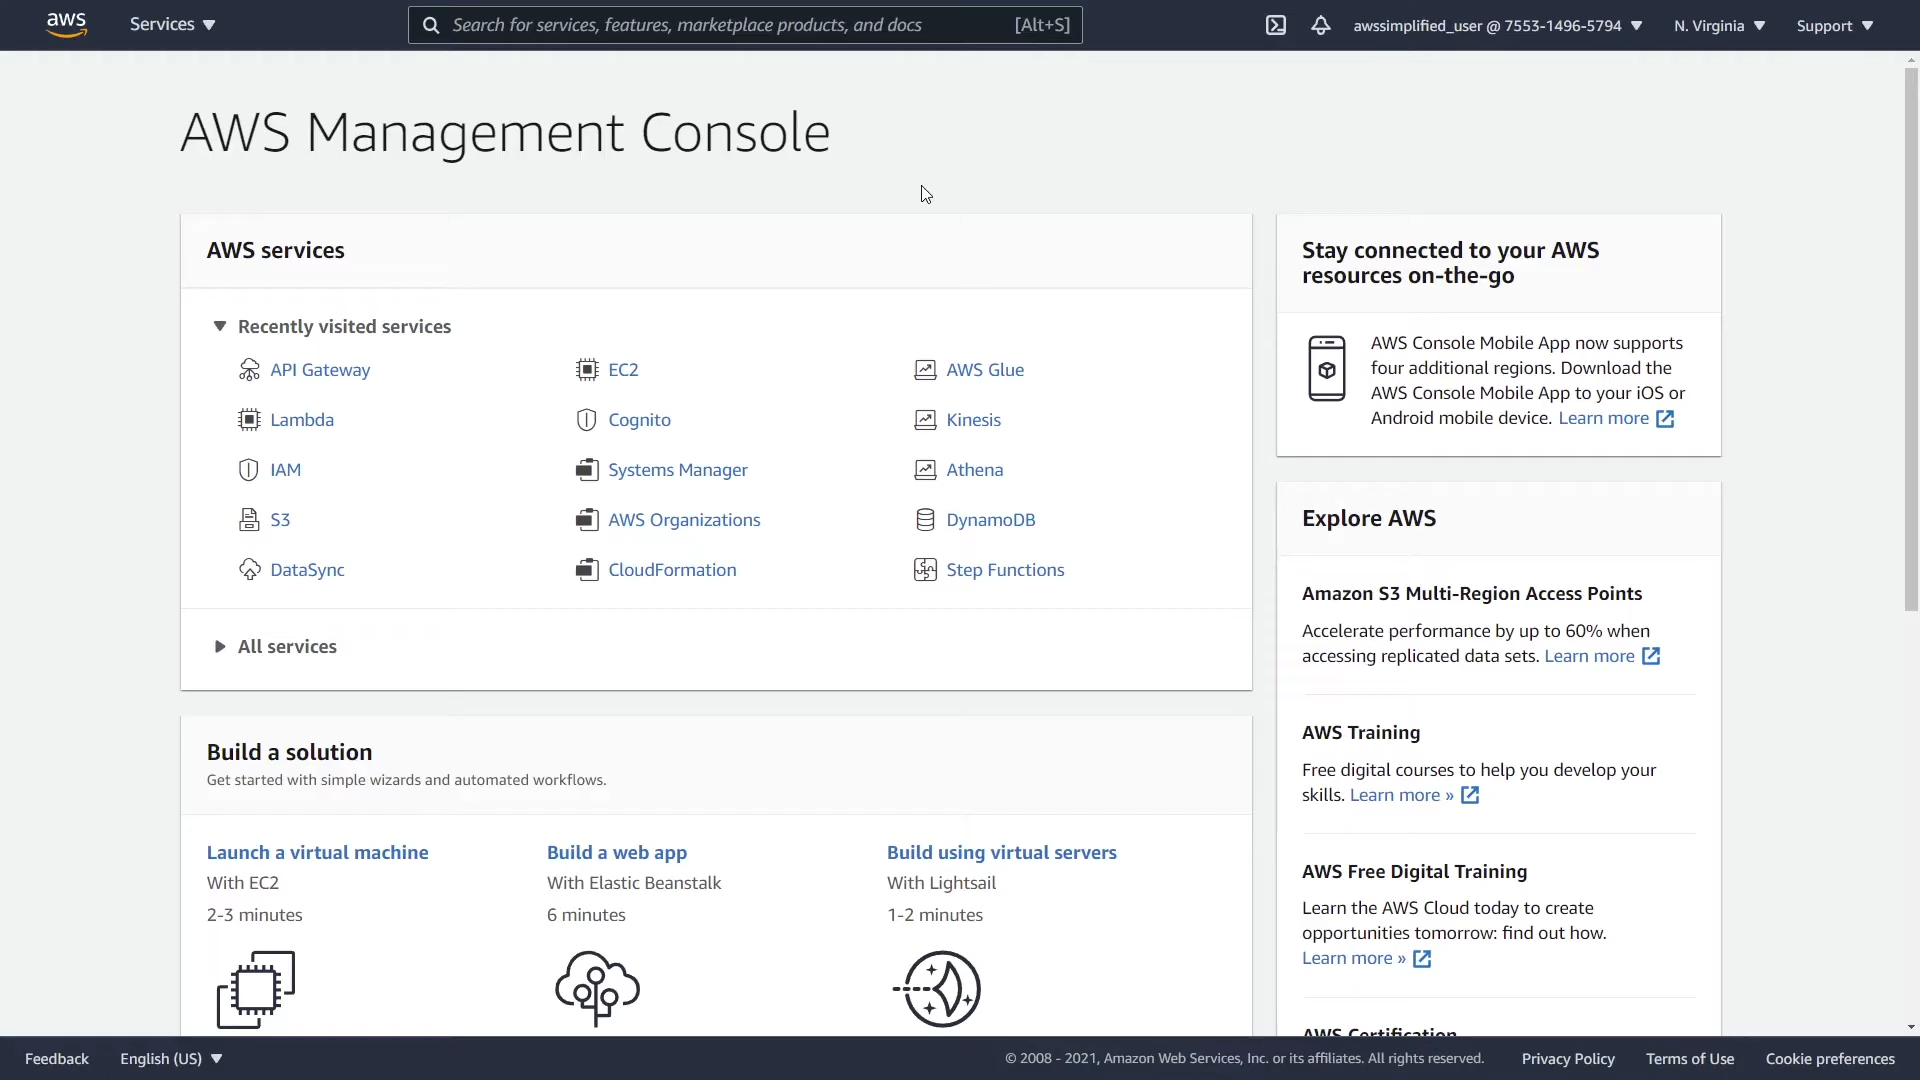 aws
Services
Search for services, features, marketplace products, and docs
[Alt+S]
awssimplified_user @ 7553-1496-5794
N. Virginia
Support
AWS Management Console
AWS services
Recently visited services
API Gateway
EC2
AWS Glue
Lambda
Cognito
Kinesis
IAM
Systems Manager
Athena
S3
AWS Organizations
DynamoDB
DataSync
CloudFormation
Step Functions
All services
Build a solution
Get started with simple wizards and automated workflows.
Launch a virtual machine
With EC2
2-3 minutes
Build a web app
With Elastic Beanstalk
6 minutes
Build using virtual servers
With Lightsail
1-2 minutes
Stay connected to your AWS
resources on-the-go
AWS Console Mobile App now supports
four additional regions. Download the
AWS Console Mobile App to your iOS or
Android mobile device. Learn more
Explore AWS
Amazon S3 Multi-Region Access Points
Accelerate performance by up to 60% when
accessing replicated data sets. Learn more
AWS Training
Free digital courses to help you develop your
skills. Learn more »
AWS Free Digital Training
Learn the AWS Cloud today to create
opportunities tomorrow: find out how.
Learn more »
AWS Certification
Feedback
English (US)
© 2008 - 2021, Amazon Web Services, Inc. or its affiliates. All rights reserved.
Privacy Policy
Terms of Use
Cookie preferences